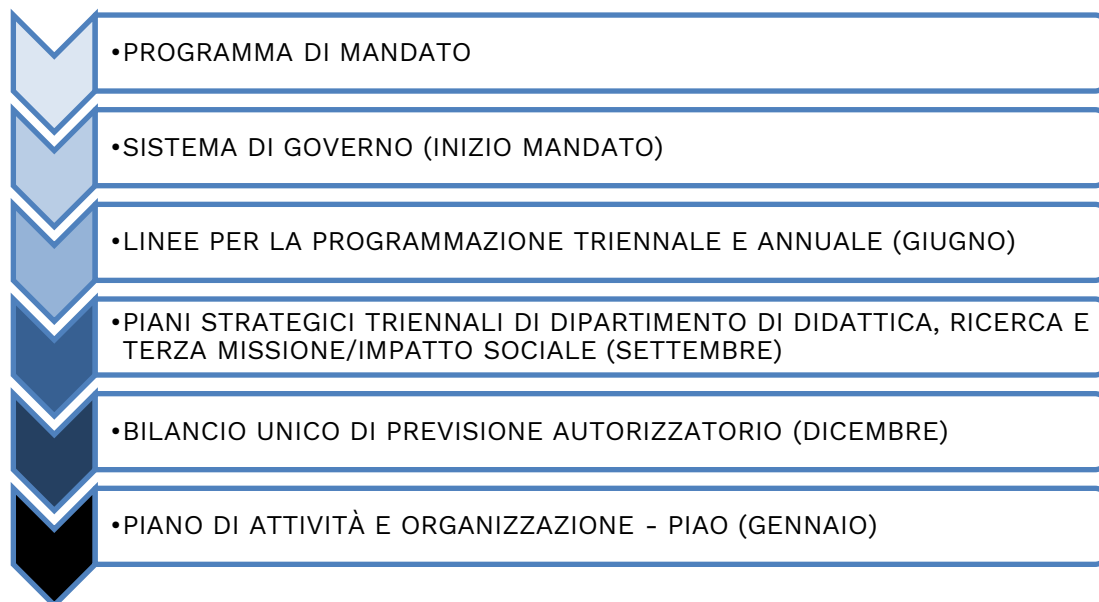 •PROGRAMMA DI MANDATO
•SISTEMA DI GOVERNO (INIZIO MANDATO)
•LINEE PER LA PROGRAMMAZIONE TRIENNALE E ANNUALE (GIUGNO)
•PIANI STRATEGICI TRIENNALI DI DIPARTIMENTO DI DIDATTICA, RICERCA E
TERZA MISSIONE/IMPATTO SOCIALE (SETTEMBRE)
•BILANCIO UNICO DI PREVISIONE AUTORIZZATORIO (DICEMBRE)
•PIANO DI ATTIVITÀ E ORGANIZZAZIONE - PIAO (GENNAIO)